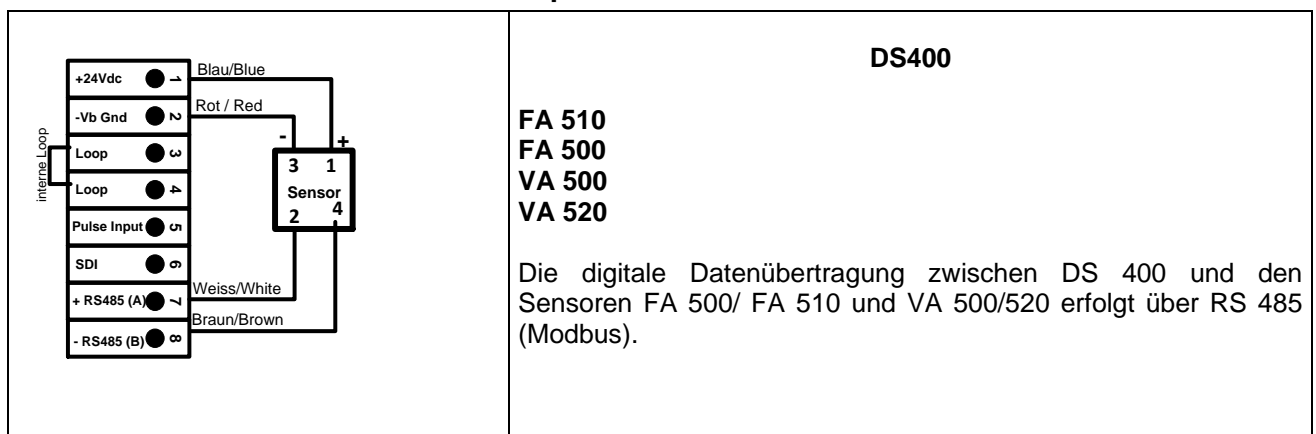 +24Vdc 1 Blau/Blue
-Vb Gnd 2 Rot / Red
interne Loop
Loop 3
Loop 4
Pulse Input 5
SDI 6
+ RS485 (A) 7 Weiss/White
- RS485 (B) 8 Braun/Brown
- +
3 1
Sensor
2 4
DS400
FA 510
FA 500
VA 500
VA 520
Die digitale Datenübertragung zwischen DS 400 und den
Sensoren FA 500/ FA 510 und VA 500/520 erfolgt über RS 485
(Modbus).